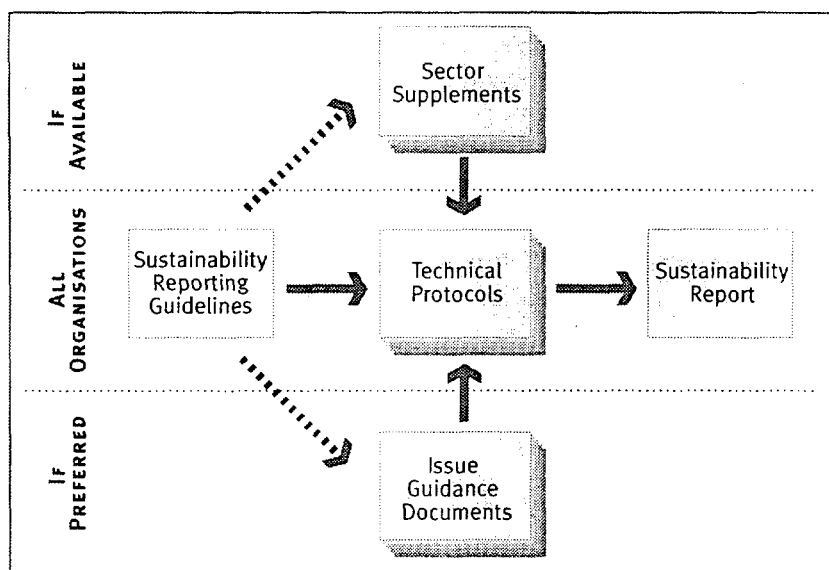 IF
AVAILABLE
Sector
Supplements
ALL
ORGANISATIONS
Sustainability
Reporting
Guidelines
Technical
Protocols
Sustainability
Report
IF
PREFERRED
Issue
Guidance
Documents